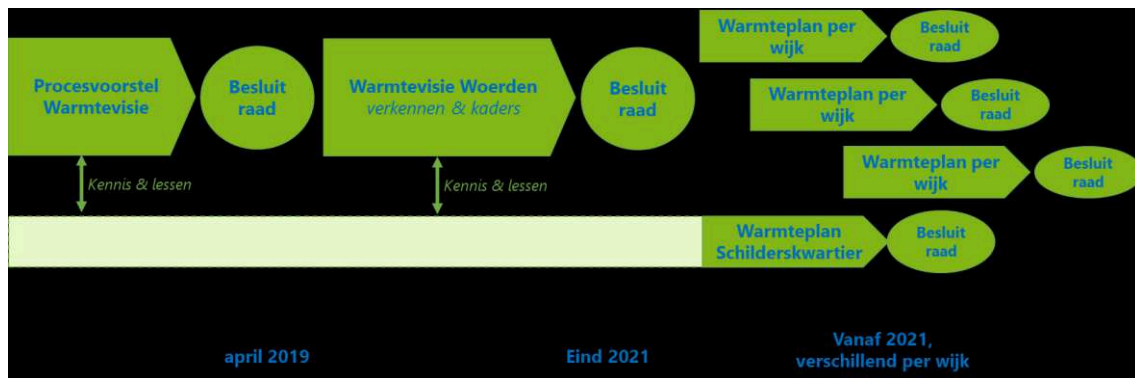 Procesvoorstel
Warmtevisie
Besluit
raad
Warmtevisie Woerden
verkennen & kaders
Besluit
raad
Warmteplan per
wijk
Besluit
raad
Warmteplan per
wijk
Besluit
raad
Warmteplan per
wijk
Besluit
raad
Kennis & lessen
Kennis & lessen
Warmteplan
Schilderskwartier
Besluit
raad
april 2019
Eind 2021
Vanaf 2021,
verschillend per wijk